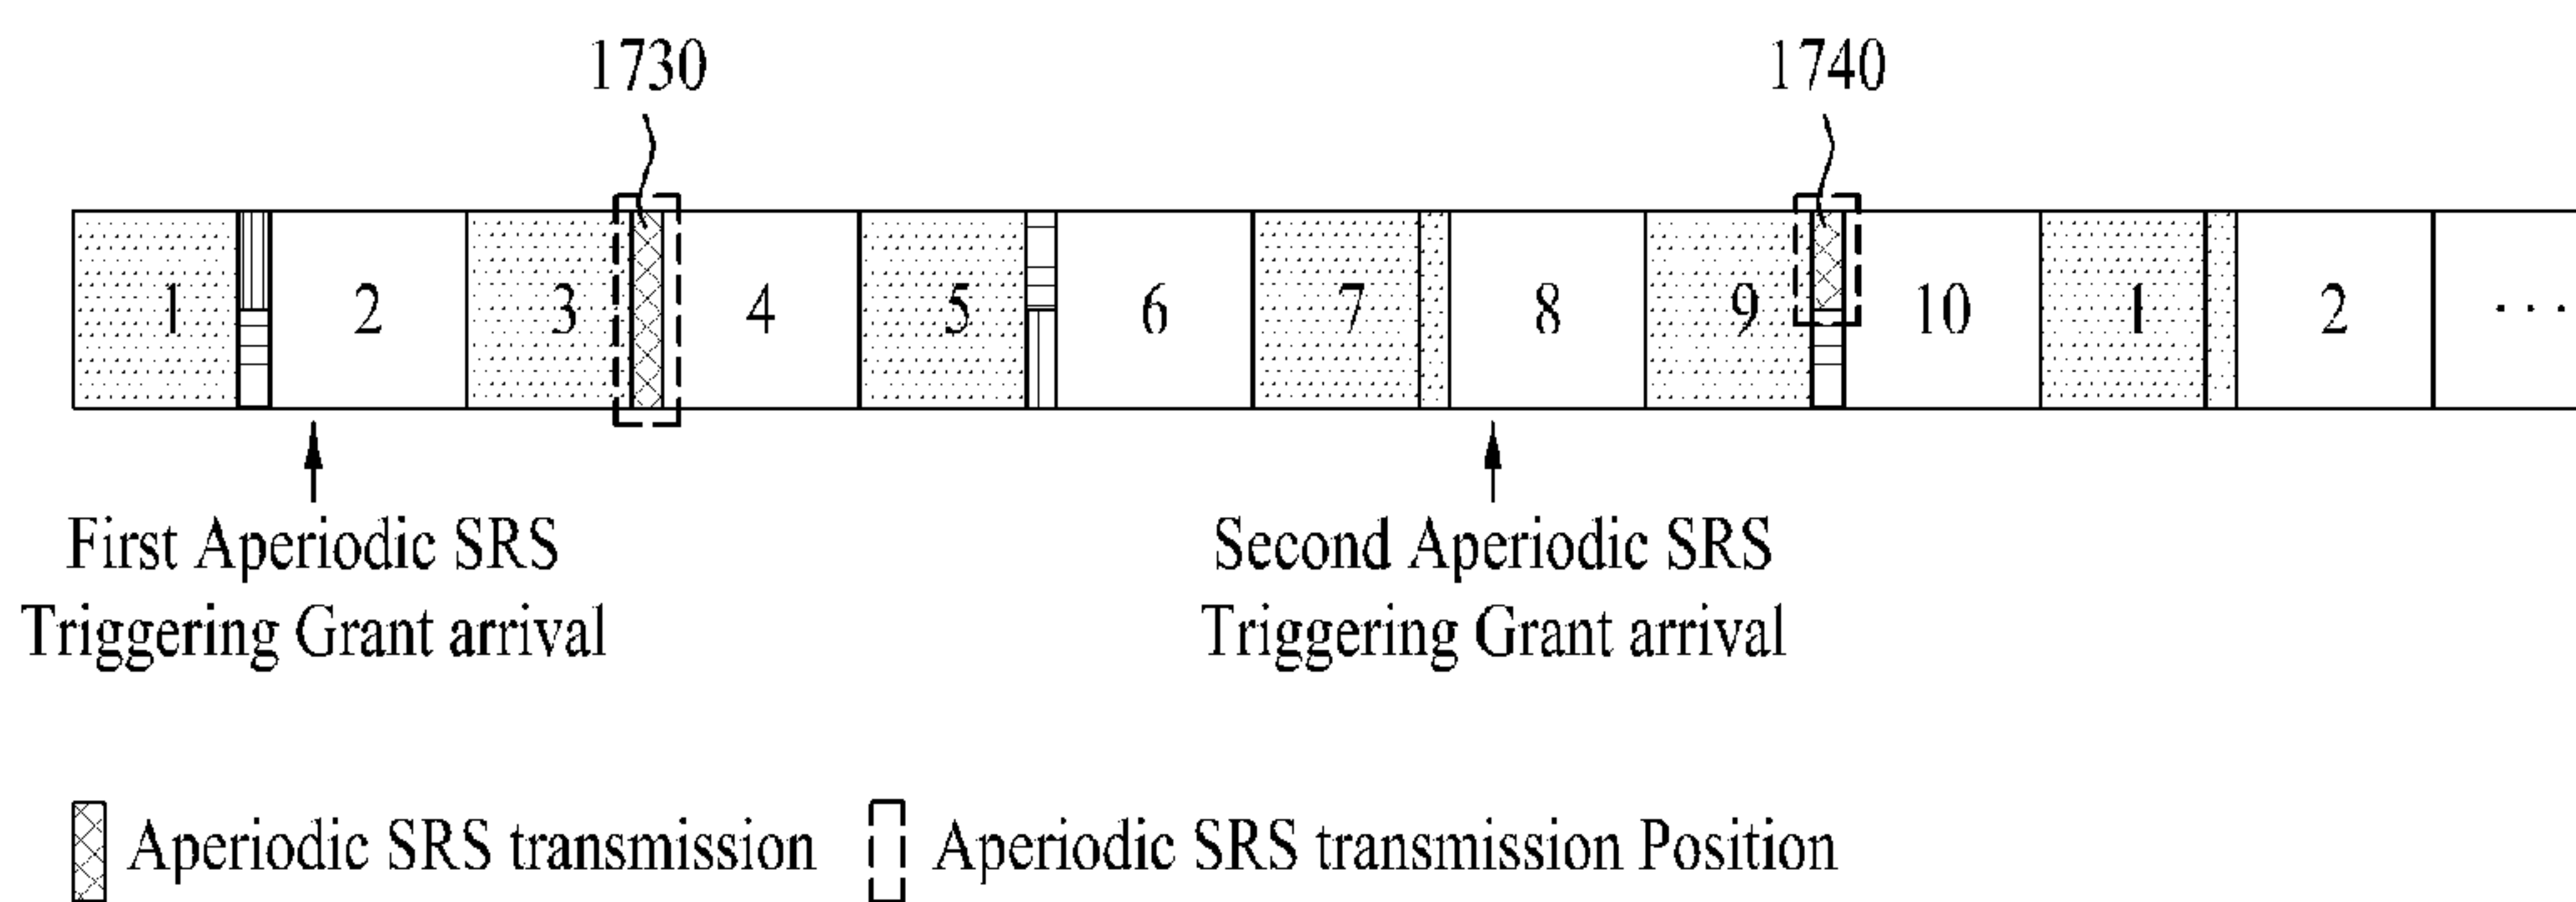 1730 1740
1 2 3 4 5 6 7 8 9 10 1 2 . . .
First Aperiodic SRS Second Aperiodic SRS
Triggering Grant arrival Triggering Grant arrival
Aperiodic SRS transmission Aperiodic SRS transmission Position